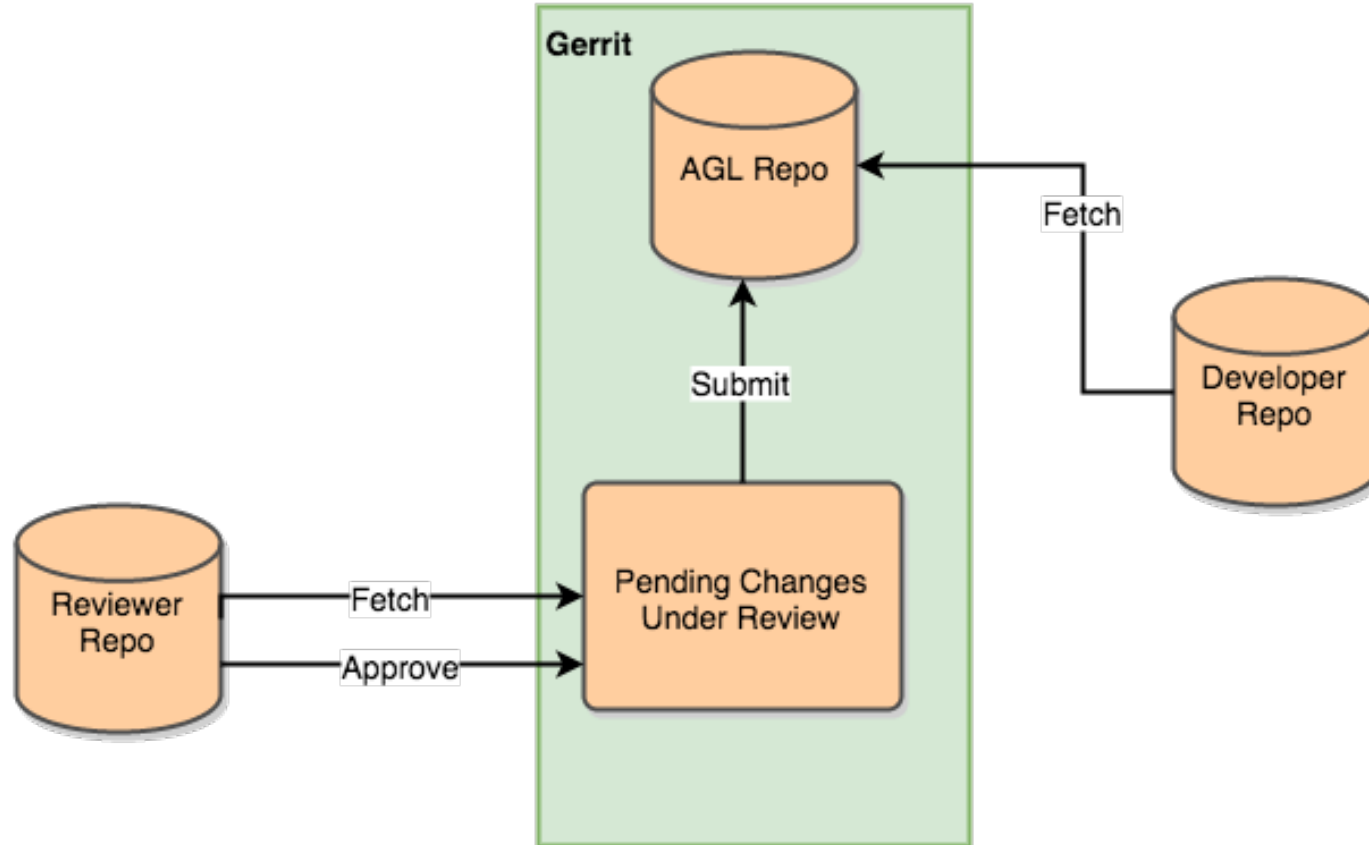 Gerrit
AGL Repo
Fetch
Submit
Developer
Repo
Reviewer
Repo
Fetch
Approve
Pending Changes
Under Review